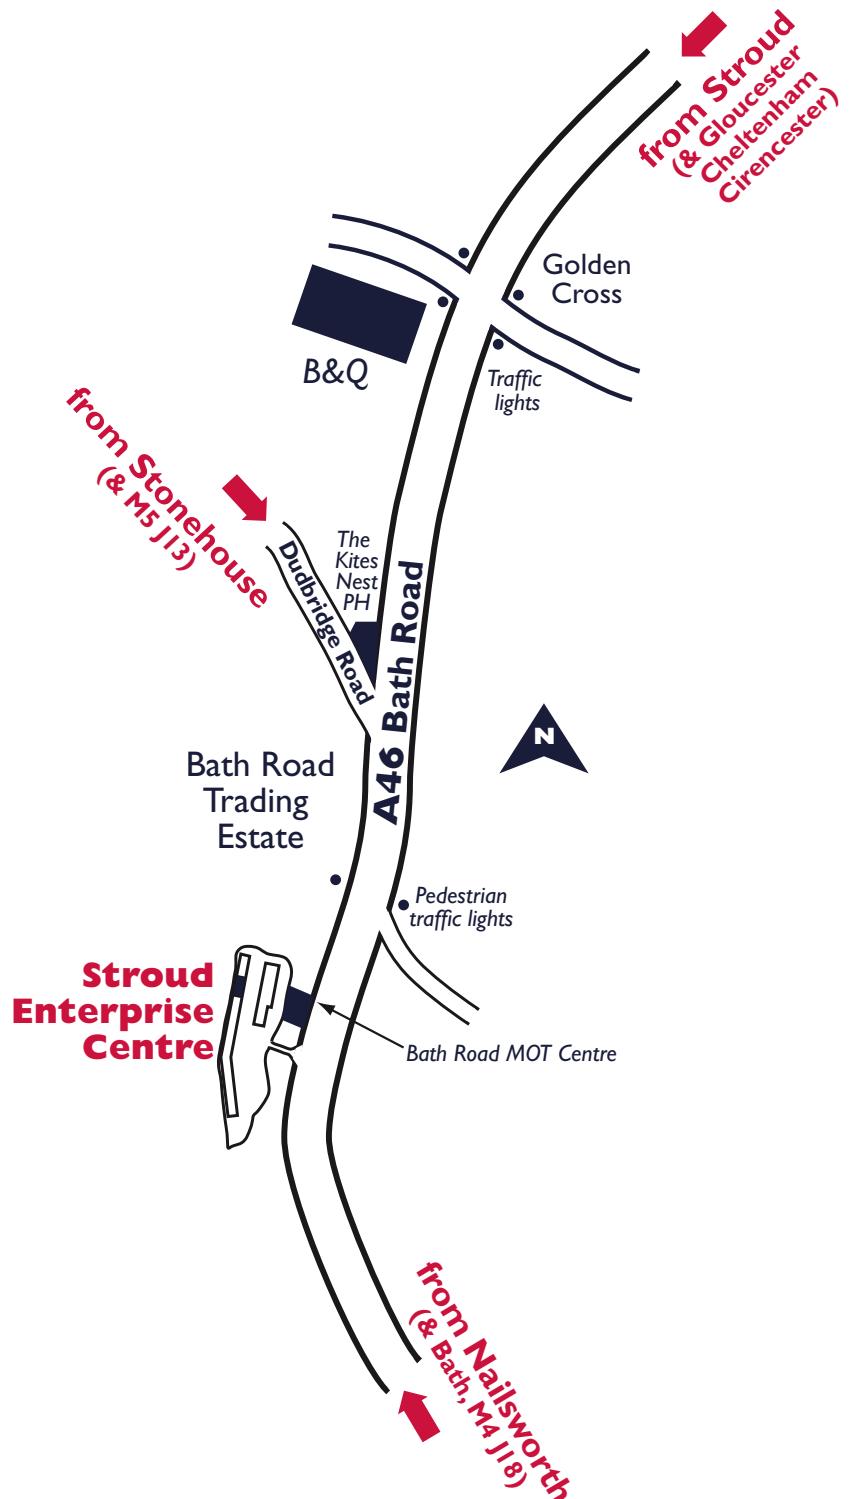 from Stroud
(& Gloucester
Cheltenham
Cirencester)
Golden
Cross
B&Q
Traffic
lights
from Stonehouse
(& M5 J13)
The
Kites
Nest
PH
Dudbridge Road
A46 Bath Road
N
Bath Road
Trading
Estate
Pedestrian
traffic lights
Stroud
Enterprise
Centre
Bath Road MOT Centre
from Nailsworth
(& Bath, M4 J18)